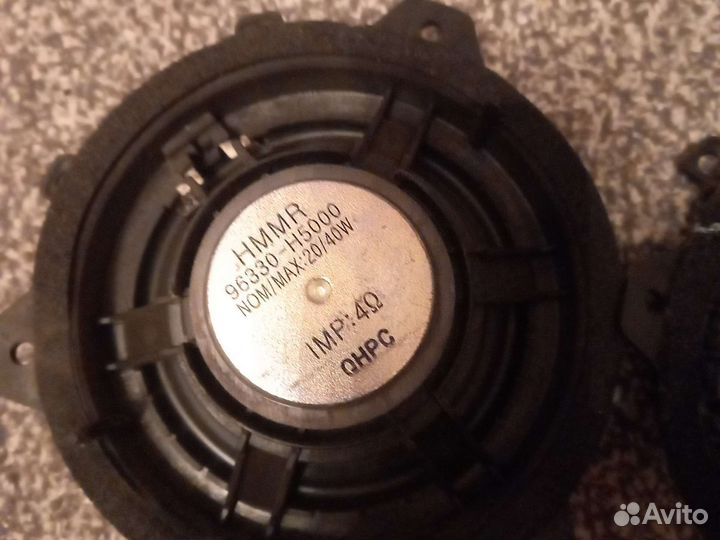 HMMR
96330-H5000
NOM/MAX:20/40W
IMP:4Ω
QHPC
Avito